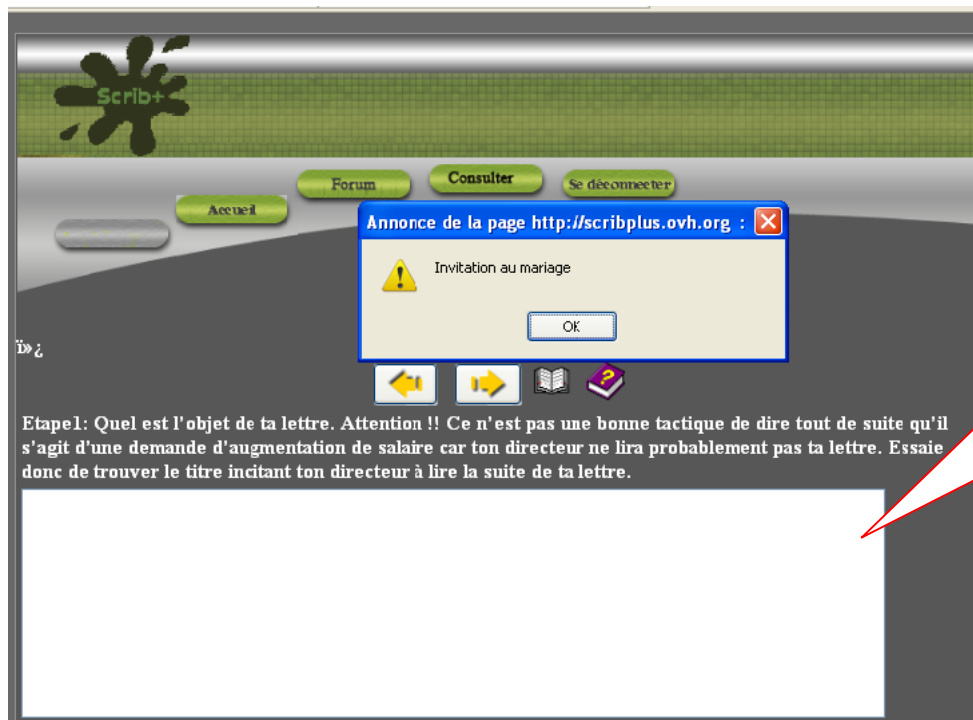 Scrib+
Forum
Consulter
Se déconnecter
Accueil
Annonce de la page http://scribplus.ovh.org :
Invitation au mariage
OK
ï»¿
Etape1: Quel est l'objet de ta lettre. Attention !! Ce n'est pas une bonne tactique de dire tout de suite qu'il
s'agit d'une demande d'augmentation de salaire car ton directeur ne lira probablement pas ta lettre. Essaie
donc de trouver le titre incitant ton directeur à lire la suite de ta lettre.